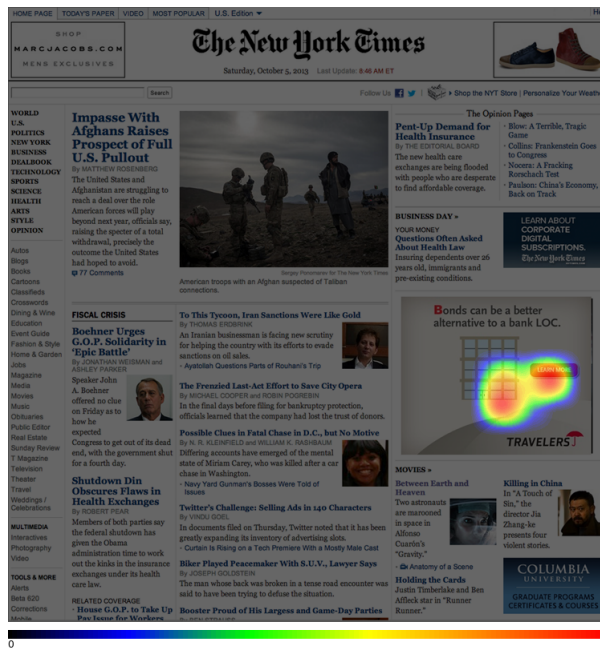 HOME PAGE TODAY'S PAPER VIDEO MOST POPULAR U.S. Edition
SHOP
MARCJACOBS.COM
MENS EXCLUSIVES
The New York Times
Saturday, October 5, 2013 Last Update: 8:46 AM ET
Search
Follow Us
Shop the NYT Store | Personalize Your Weathe
WORLD
U.S.
POLITICS
NEW YORK
BUSINESS
DEALBOOK
TECHNOLOGY
SPORTS
SCIENCE
HEALTH
ARTS
STYLE
OPINION
Autos
Blogs
Books
Cartoons
Classifieds
Crosswords
Dining & Wine
Education
Event Guide
Fashion & Style
Home & Garden
Jobs
Magazine
Media
Movies
Music
Obituaries
Public Editor
Real Estate
Sunday Review
T Magazine
Television
Theater
Travel
Weddings /
Celebrations
MULTIMEDIA
Interactives
Photography
Video
TOOLS & MORE
Alerts
Beta 620
Corrections
Mobile
Impasse With
Afghans Raises
Prospect of Full
U.S. Pullout
By MATTHEW ROSENBERG
The United States and
Afghanistan are struggling to
reach a deal over the role
American forces will play
beyond next year, officials say,
raising the specter of a total
withdrawal, precisely the
outcome the United States
had hoped to avoid.
77 Comments
Sergey Ponomarev for The New York Times
American troops with an Afghan suspected of Taliban
connections.
FISCAL CRISIS
Boehner Urges
G.O.P. Solidarity in
'Epic Battle'
By JONATHAN WEISMAN and
ASHLEY PARKER
Speaker John
A. Boehner
offered no clue
on Friday as to
how he
expected
Congress to get out of its dead
end, with the government shut
for a fourth day.
Shutdown Din
Obscures Flaws in
Health Exchanges
By ROBERT PEAR
Members of both parties say
the federal shutdown has
given the Obama
administration time to work
out the kinks in the insurance
exchanges under its health
care law.
RELATED COVERAGE
· House G.O.P. to Take Up
Pay Issue for Workers
To This Tycoon, Iran Sanctions Were Like Gold
By THOMAS ERDBRINK
An Iranian businessman is facing new scrutiny
for helping the country with its efforts to evade
sanctions on oil sales.
· Ayatollah Questions Parts of Rouhani's Trip
The Frenzied Last-Act Effort to Save City Opera
By MICHAEL COOPER and ROBIN POGREBIN
In the final days before filing for bankruptcy protection,
officials learned that the company had lost the trust of donors.
Possible Clues in Fatal Chase in D.C., but No Motive
By N. R. KLEINFIELD and WILLIAM K. RASHBAUM
Differing accounts have emerged of the mental
state of Miriam Carey, who was killed after a car
chase in Washington.
· Navy Yard Gunman's Bosses Were Told of
Issues
Twitter's Challenge: Selling Ads in 140 Characters
By VINDU GOEL
In documents filed on Thursday, Twitter noted that it has been
greatly expanding its inventory of advertising slots.
· Curtain Is Rising on a Tech Premiere With a Mostly Male Cast
Biker Played Peacemaker With S.U.V., Lawyer Says
By JOSEPH GOLDSTEIN
The man whose back was broken in a tense road encounter was
said to have been trying to defuse the situation.
Booster Proud of His Largess and Game-Day Parties
The Opinion Pages
Pent-Up Demand for
Health Insurance
By THE EDITORIAL BOARD
The new health care
exchanges are being flooded
with people who are desperate
to find affordable coverage.
· Blow: A Terrible, Tragic
Game
· Collins: Frankenstein Goes
to Congress
· Nocera: A Fracking
Rorschach Test
· Paulson: China's Economy,
Back on Track
BUSINESS DAY »
YOUR MONEY
Questions Often Asked
About Health Law
Insuring dependents over 26
years old, immigrants and
pre-existing conditions.
LEARN ABOUT
CORPORATE
DIGITAL
SUBSCRIPTIONS.
The New York Times
Bonds can be a better
alternative to a bank LOC.
LEARN MORE
TRAVELERS
MOVIES »
Between Earth and
Heaven
Two astronauts
are marooned
in space in
Alfonso
Cuarón's
"Gravity."
Anatomy of a Scene
Holding the Cards
Justin Timberlake and Ben
Affleck star in "Runner
Runner."
Killing in China
In "A Touch of
Sin," the
director Jia
Zhang-ke
presents four
violent stories.
COLUMBIA
UNIVERSITY
GRADUATE PROGRAMS
CERTIFICATES & COURSES
0